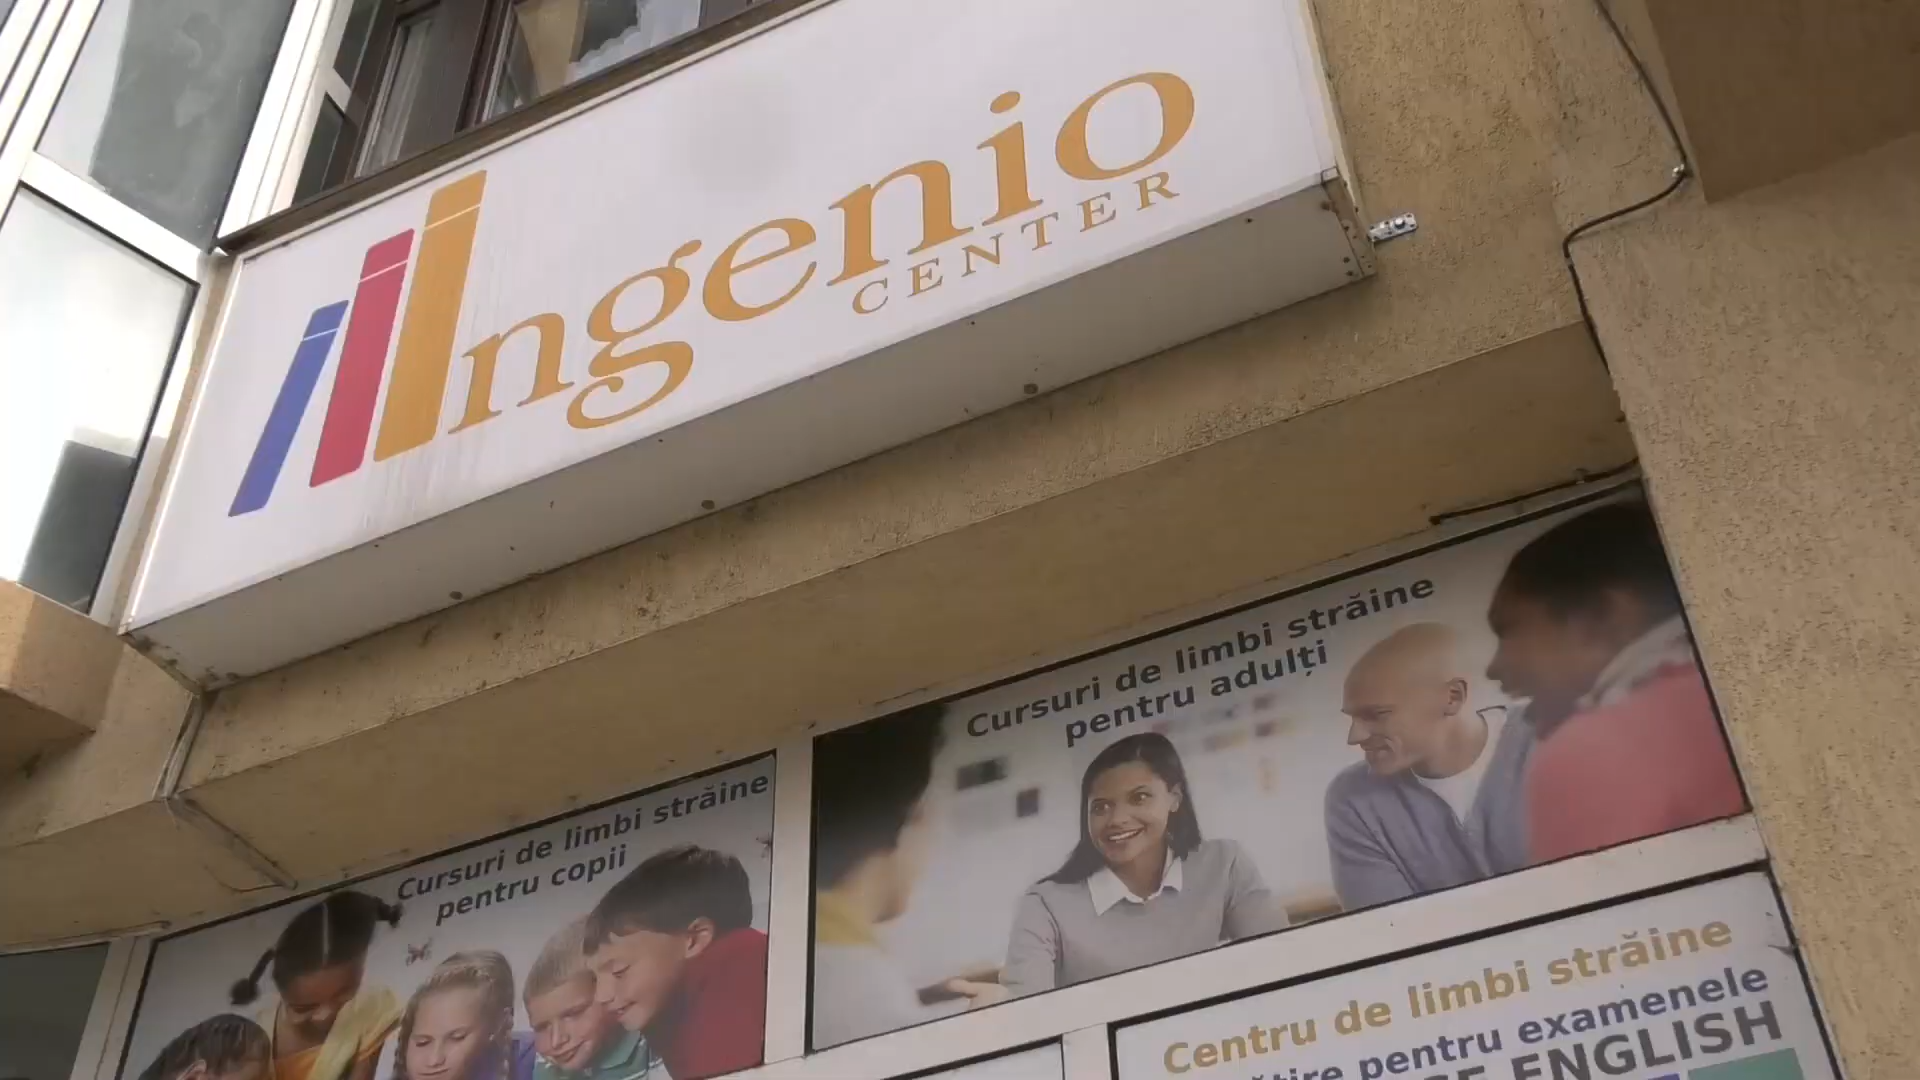 Ingenio
CENTER
Cursuri de limbi străine
pentru adulți
Cursuri de limbi străine
pentru copii
Centru de limbi străine
pentru examenele
ENGLISH